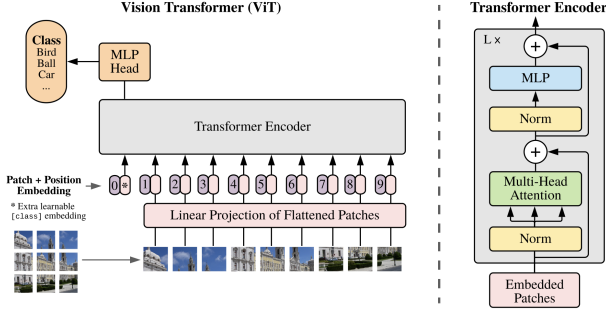 Vision Transformer (ViT)
Class
Bird
Ball
Car
...
MLP
Head
Transformer Encoder
Patch + Position
Embedding
0 * 1 2 3 4 5 6 7 8 9
* Extra learnable
[class] embedding
Linear Projection of Flattened Patches
Transformer Encoder
L ×
+
MLP
Norm
+
Multi-Head
Attention
Norm
Embedded
Patches